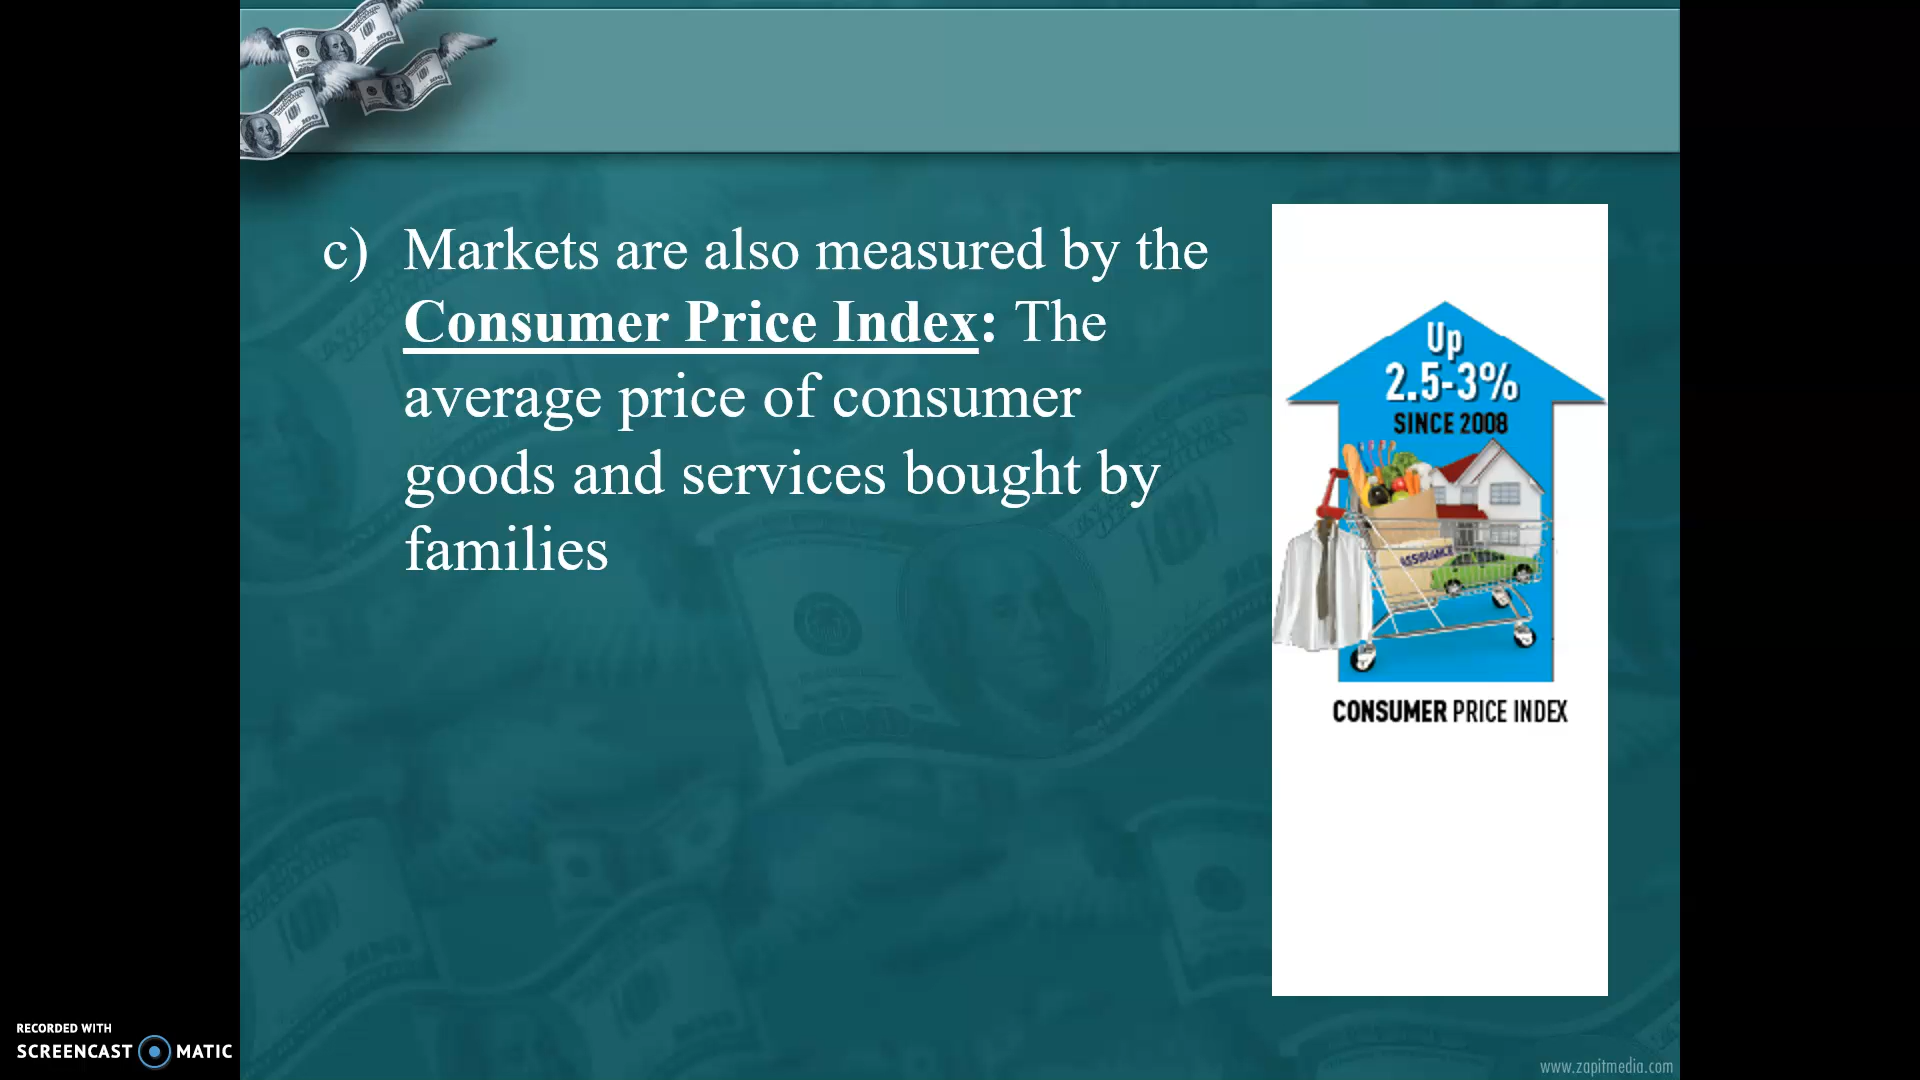 c) Markets are also measured by the
Consumer Price Index: The
average price of consumer
goods and services bought by
families
Up
2.5-3%
SINCE 2008
ASSURANCE
CONSUMER PRICE INDEX
RECORDED WITH
SCREENCAST MATIC
www.zapitmedia.com